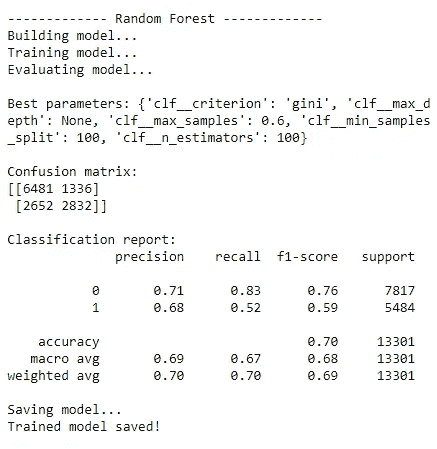 ------------- Random Forest -------------
Building model...
Training model...
Evaluating model...
Best parameters: {'clf__criterion': 'gini', 'clf__max_d
epth': None, 'clf__max_samples': 0.6, 'clf__min_samples
_split': 100, 'clf__n_estimators': 100}
Confusion matrix:
[[6481 1336]
 [2652 2832]]
Classification report:
              precision    recall  f1-score   support
           0       0.71      0.83      0.76      7817
           1       0.68      0.52      0.59      5484
    accuracy                           0.70     13301
   macro avg       0.69      0.67      0.68     13301
weighted avg       0.70      0.70      0.69     13301
Saving model...
Trained model saved!